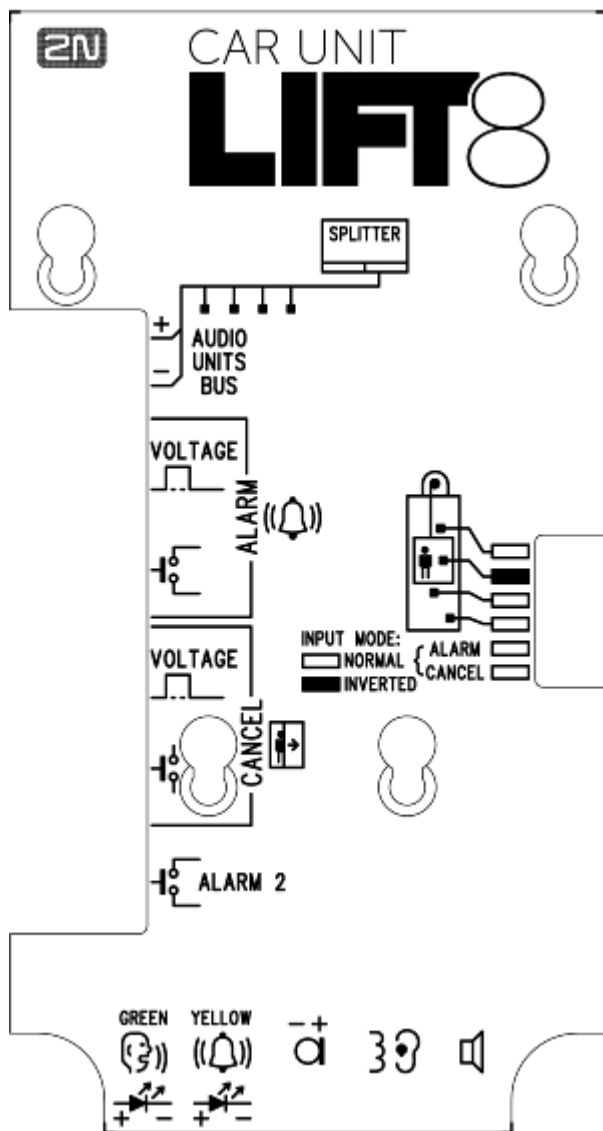 2N
CAR UNIT
LIFT8
SPLITTER
+
AUDIO
UNITS
BUS
−
VOLTAGE
ALARM
VOLTAGE
CANCEL
INPUT MODE:
NORMAL
INVERTED
ALARM
CANCEL
ALARM 2
GREEN
YELLOW
− +
+ −
+ −